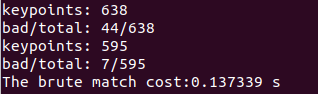 keypoints: 638
bad/total: 44/638
keypoints: 595
bad/total: 7/595
The brute match cost:0.137339 s